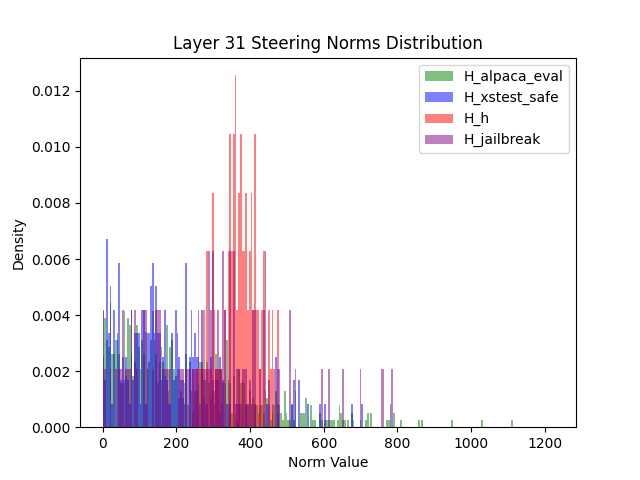 Layer 31 Steering Norms Distribution
H_alpaca_eval
H_xstest_safe
H_h
H_jailbreak
0.012
0.010
0.008
0.006
0.004
0.002
0.000
Density
0 200 400 600 800 1000 1200
Norm Value